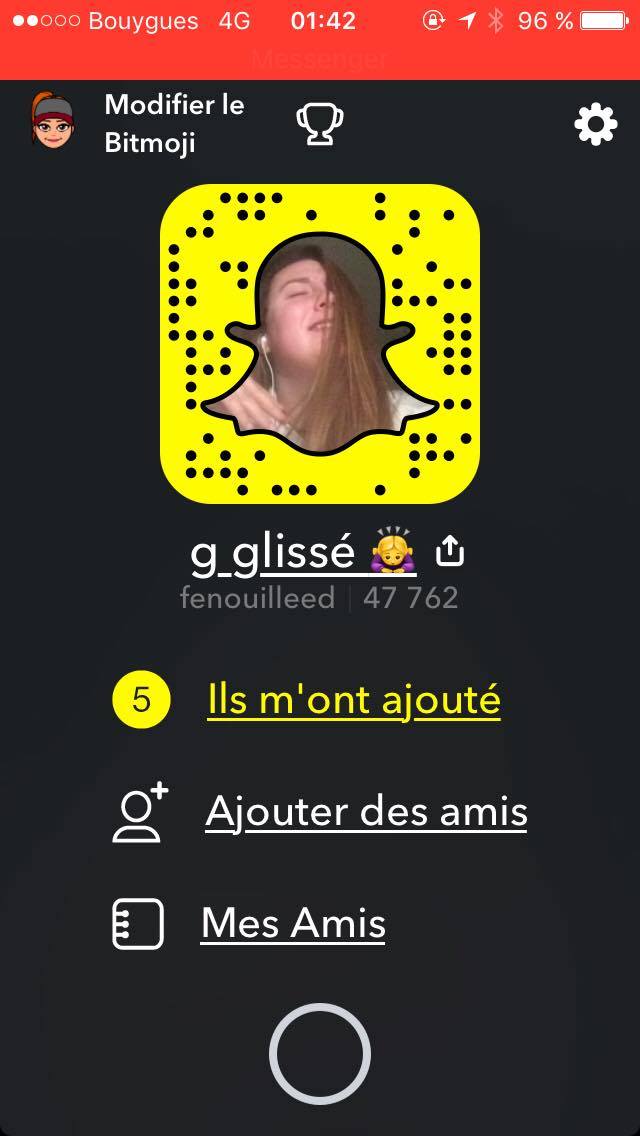 Bouygues 4G 01:42 96 %
Messenger
Modifier le
Bitmoji
g_glissé 🙇‍♀️
fenouilleed | 47 762
5 Ils m'ont ajouté
Ajouter des amis
Mes Amis